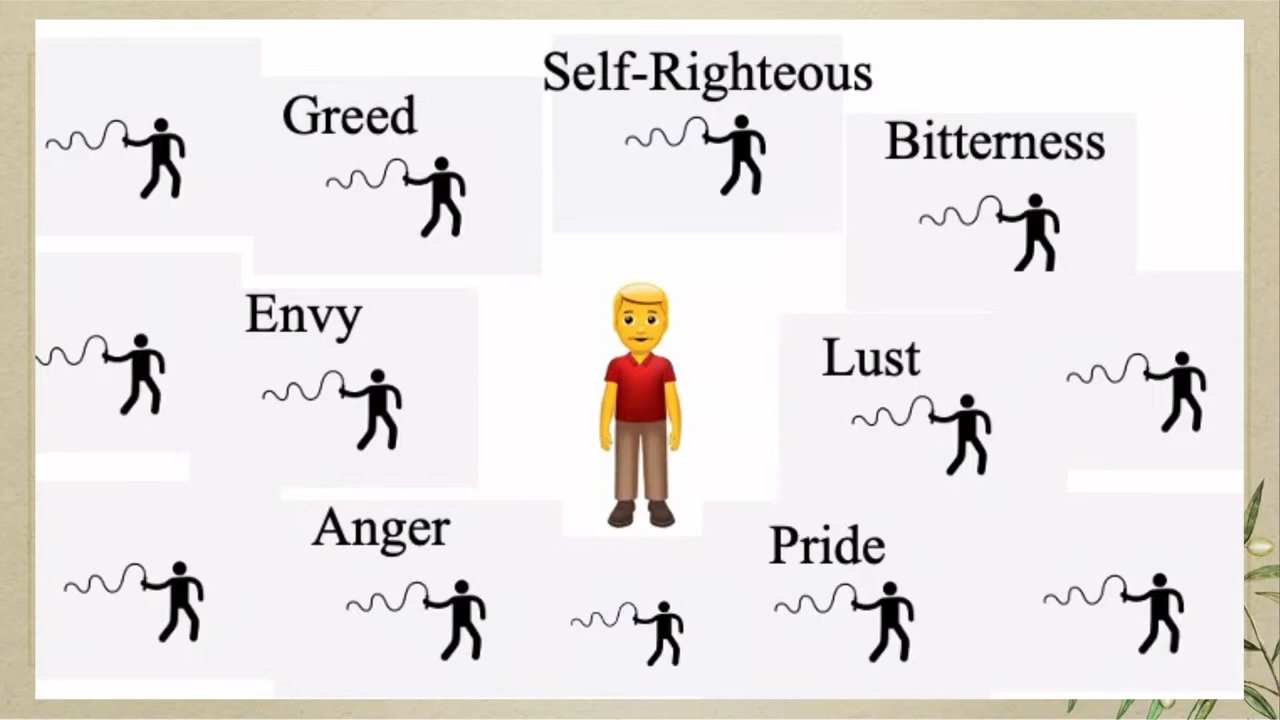 Self-Righteous
Greed
Bitterness
Envy
Lust
Anger
Pride